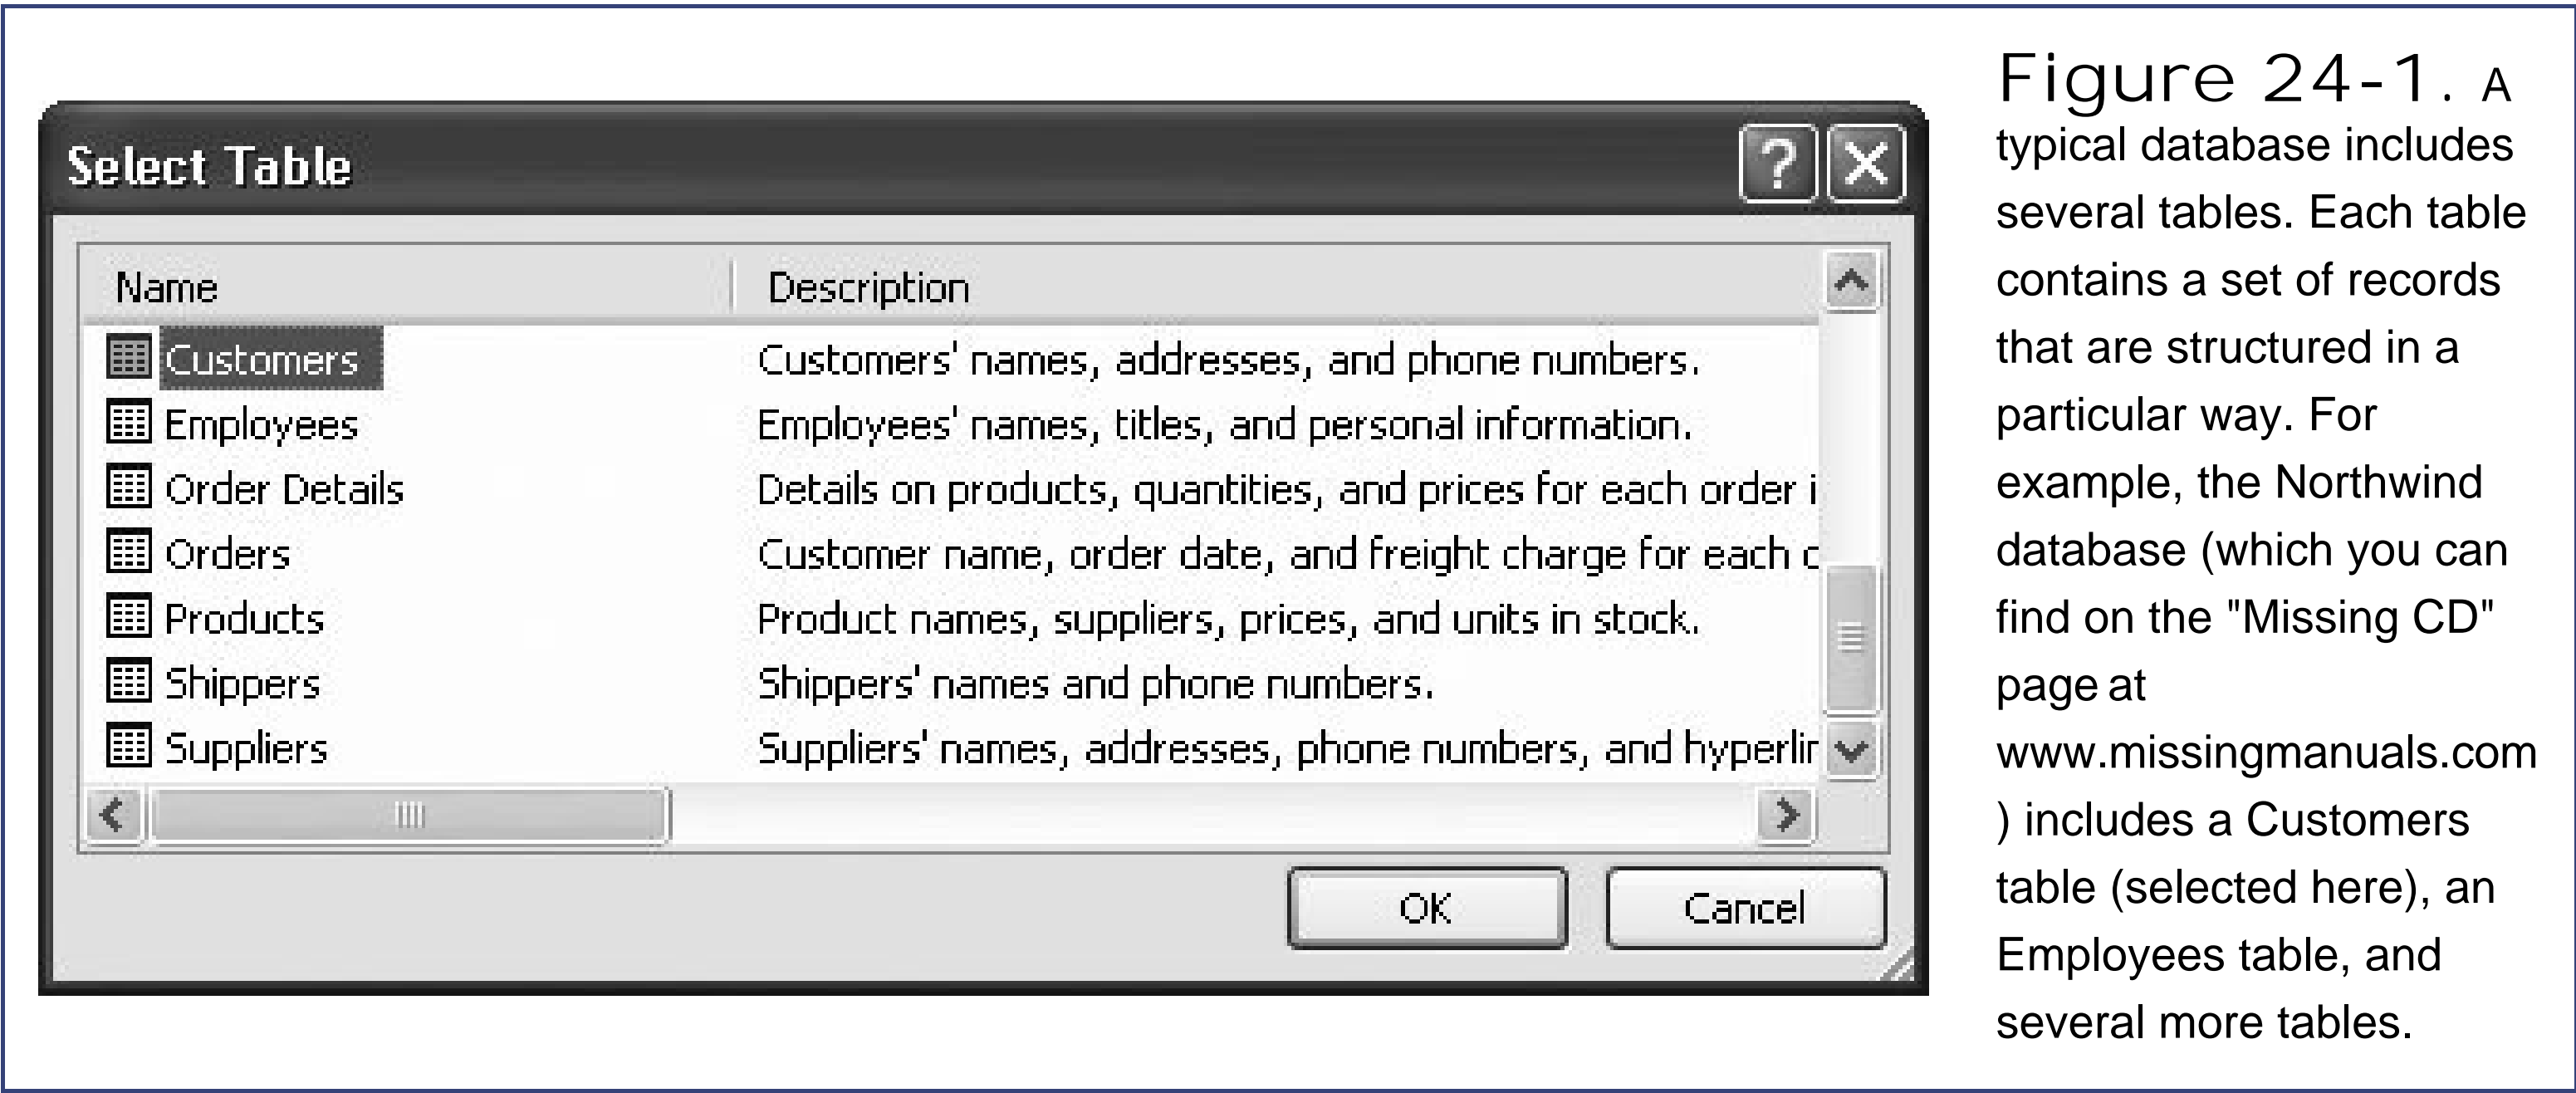 Select Table
Name Description
Customers Customers' names, addresses, and phone numbers.
Employees Employees' names, titles, and personal information.
Order Details Details on products, quantities, and prices for each order i
Orders Customer name, order date, and freight charge for each
Products Product names, suppliers, prices, and units in stock.
Shippers Shippers' names and phone numbers.
Suppliers Suppliers' names, addresses, phone numbers, and
OK Cancel
Figure 24-1. A
typical database includes
several tables. Each table
contains a set of records
that are structured in a
particular way. For
example, the Northwind
database (which you can
find on the "Missing CD"
page at
www.missingmanuals.com
) includes a Customers
table (selected here), an
Employees table, and
several more tables.